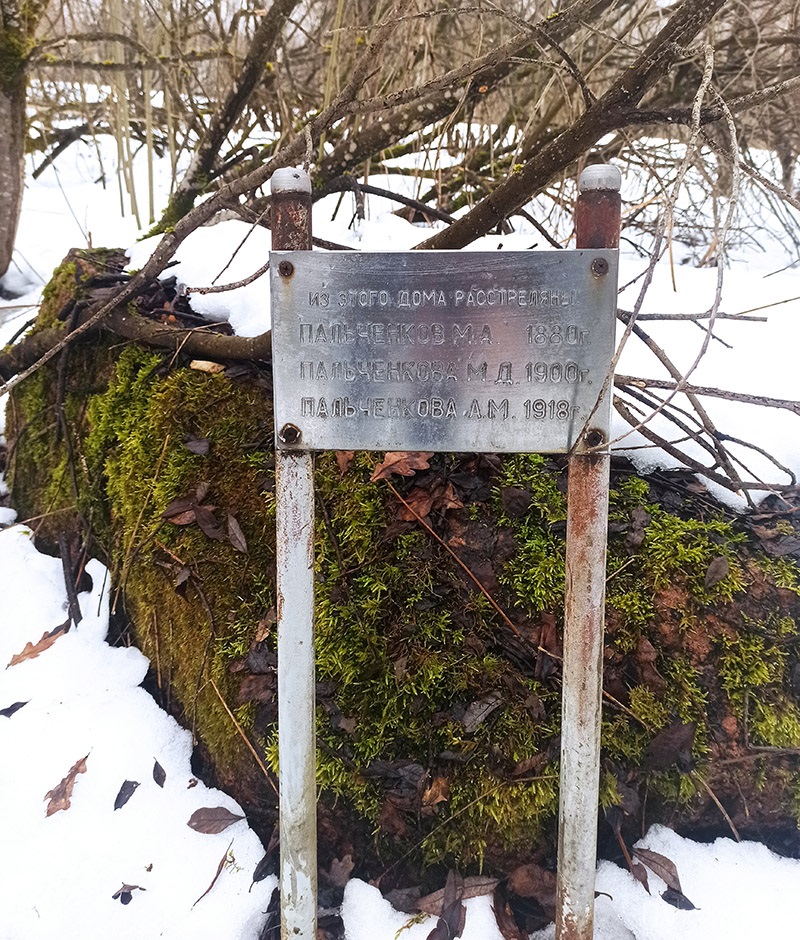 ИЗ ЭТОГО ДОМА РАССТРЕЛЯНЫ
ПАЛЬЧЕНКОВ М.А. 1880г.
ПАЛЬЧЕНКОВА М.Д. 1900г.
ПАЛЬЧЕНКОВА А.М. 1918г.